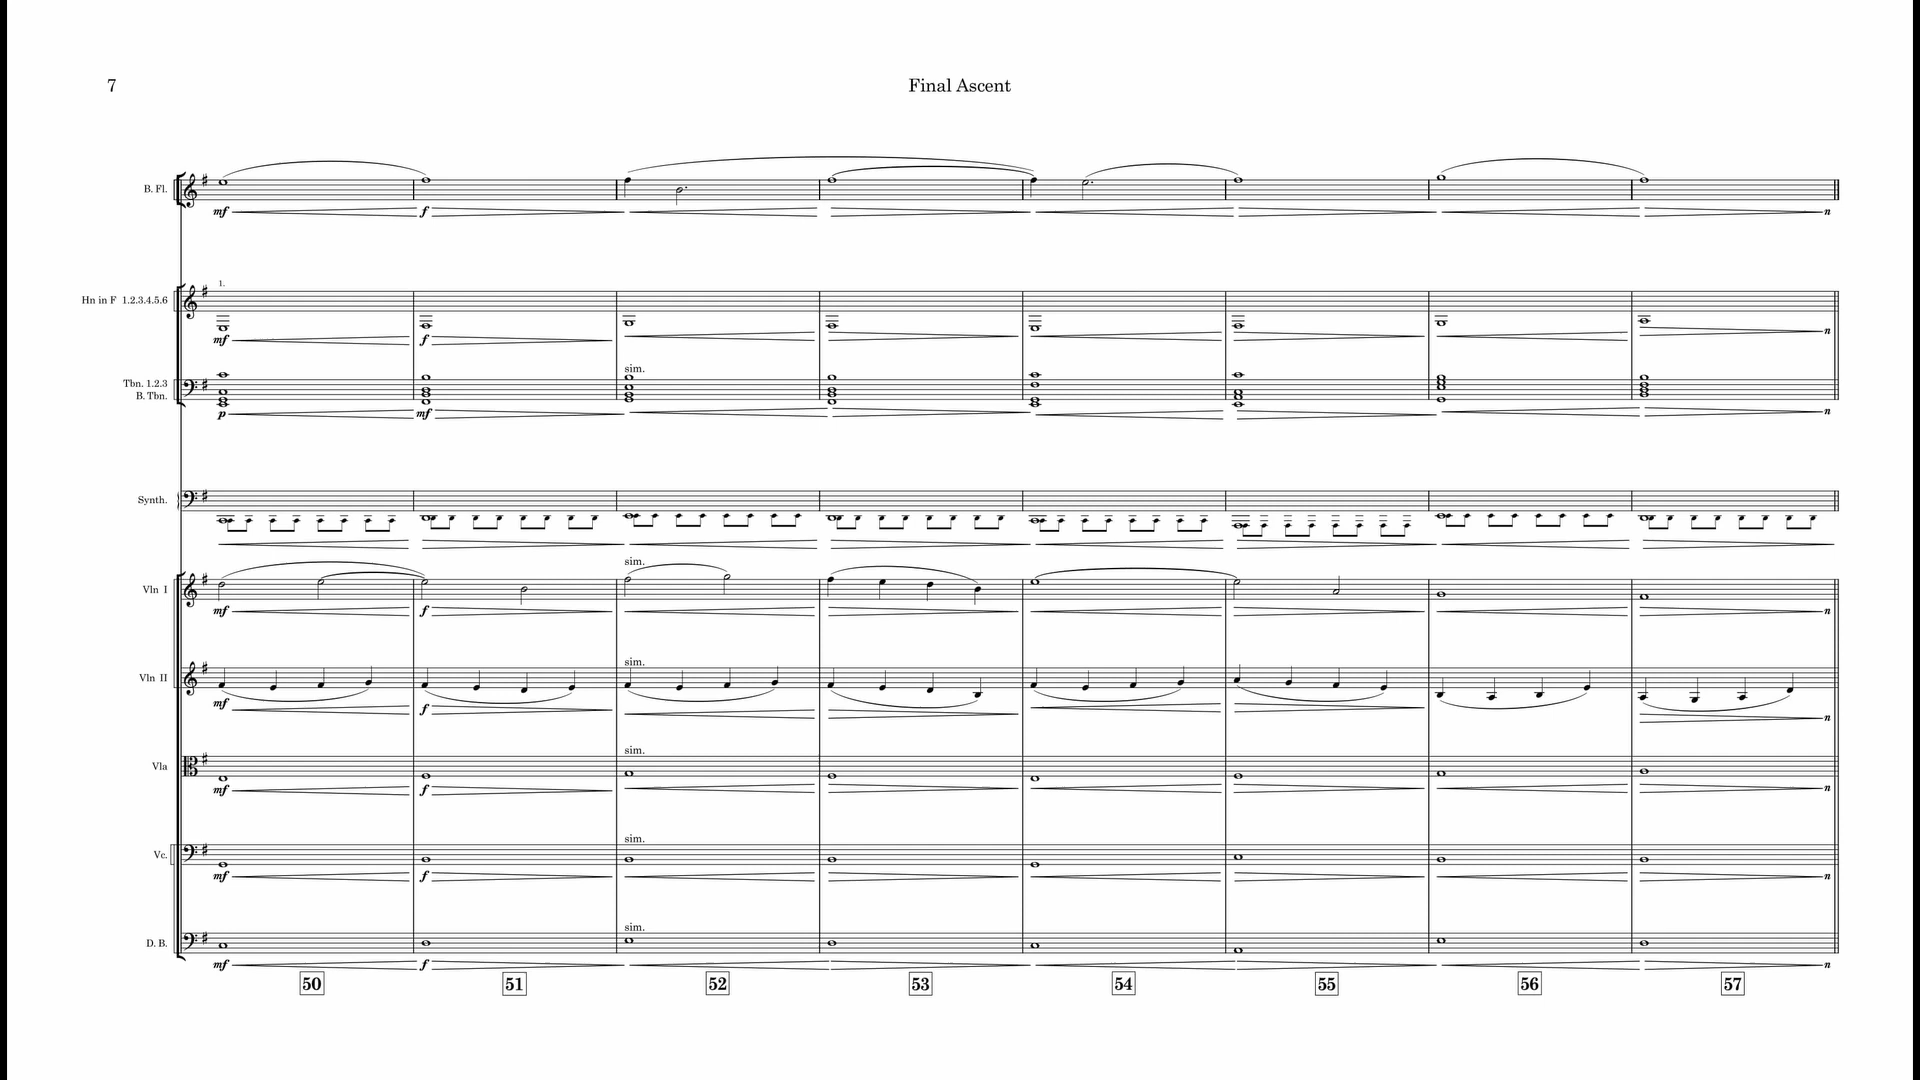 7
Final Ascent
B. Fl.
mf f n
1.
Hn in F 1.2.3.4.5.6
mf f n
sim.
Tbn. 1.2.3
B. Tbn.
p mf n
Synth.
sim.
Vln I
mf f n
sim.
Vln II
mf f n
sim.
Vla
mf f n
sim.
Vc.
mf f n
sim.
D. B.
mf f n
50 51 52 53 54 55 56 57